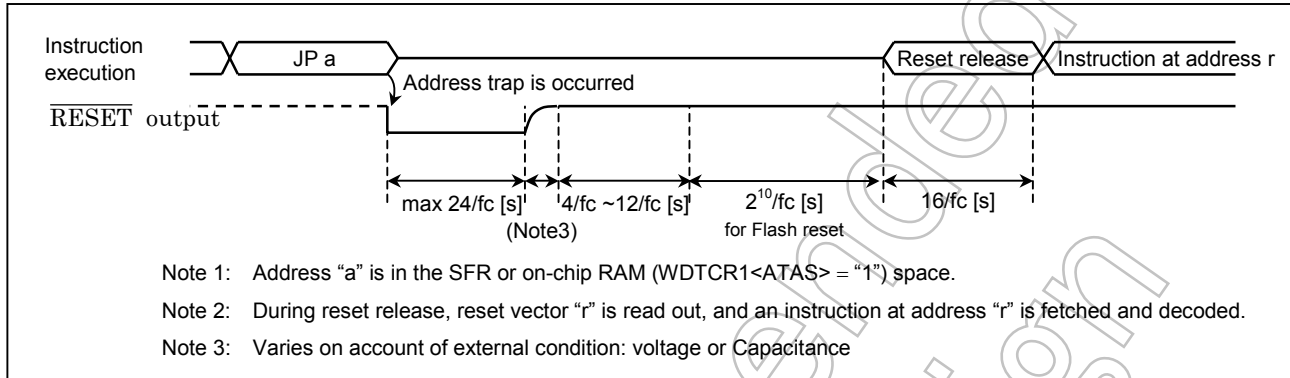 Instruction execution
JP a
Reset release
Instruction at address r
Address trap is occurred
RESET output
max 24/fc [s]
4/fc ~12/fc [s]
2¹⁰/fc [s]
16/fc [s]
(Note3)
for Flash reset
Note 1: Address “a” is in the SFR or on-chip RAM (WDTCR1<ATAS> = “1”) space.
Note 2: During reset release, reset vector “r” is read out, and an instruction at address “r” is fetched and decoded.
Note 3: Varies on account of external condition: voltage or Capacitance